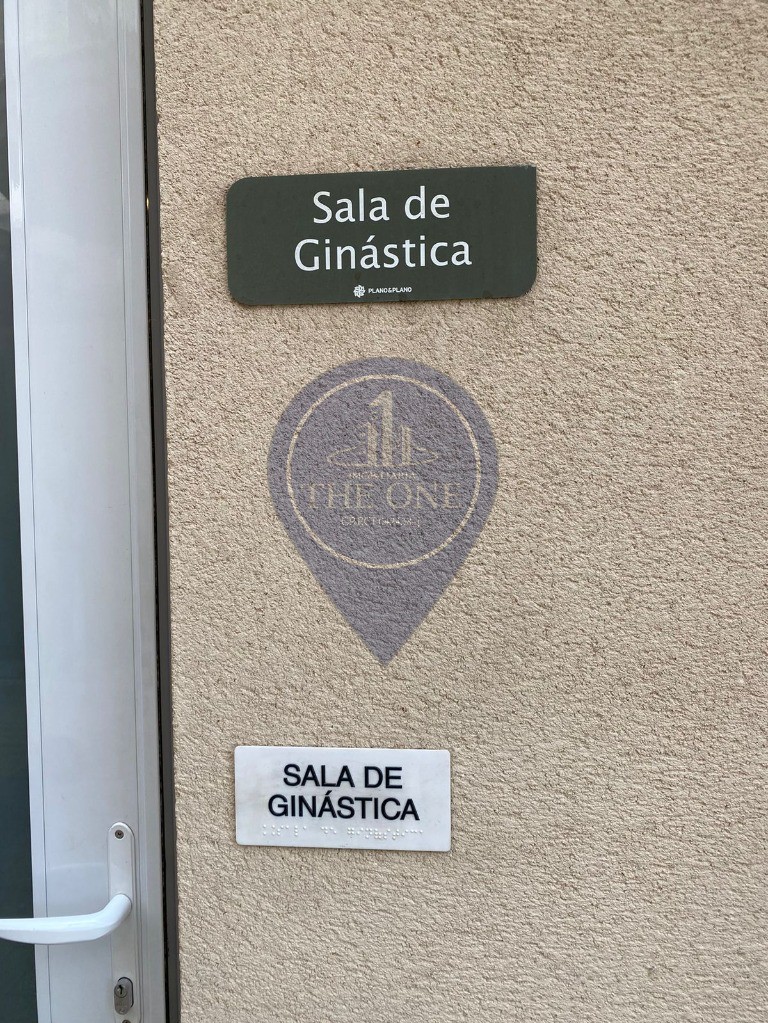 Sala de
Ginástica
PLANO&PLANO
THE ONE
SALA DE
GINÁSTICA